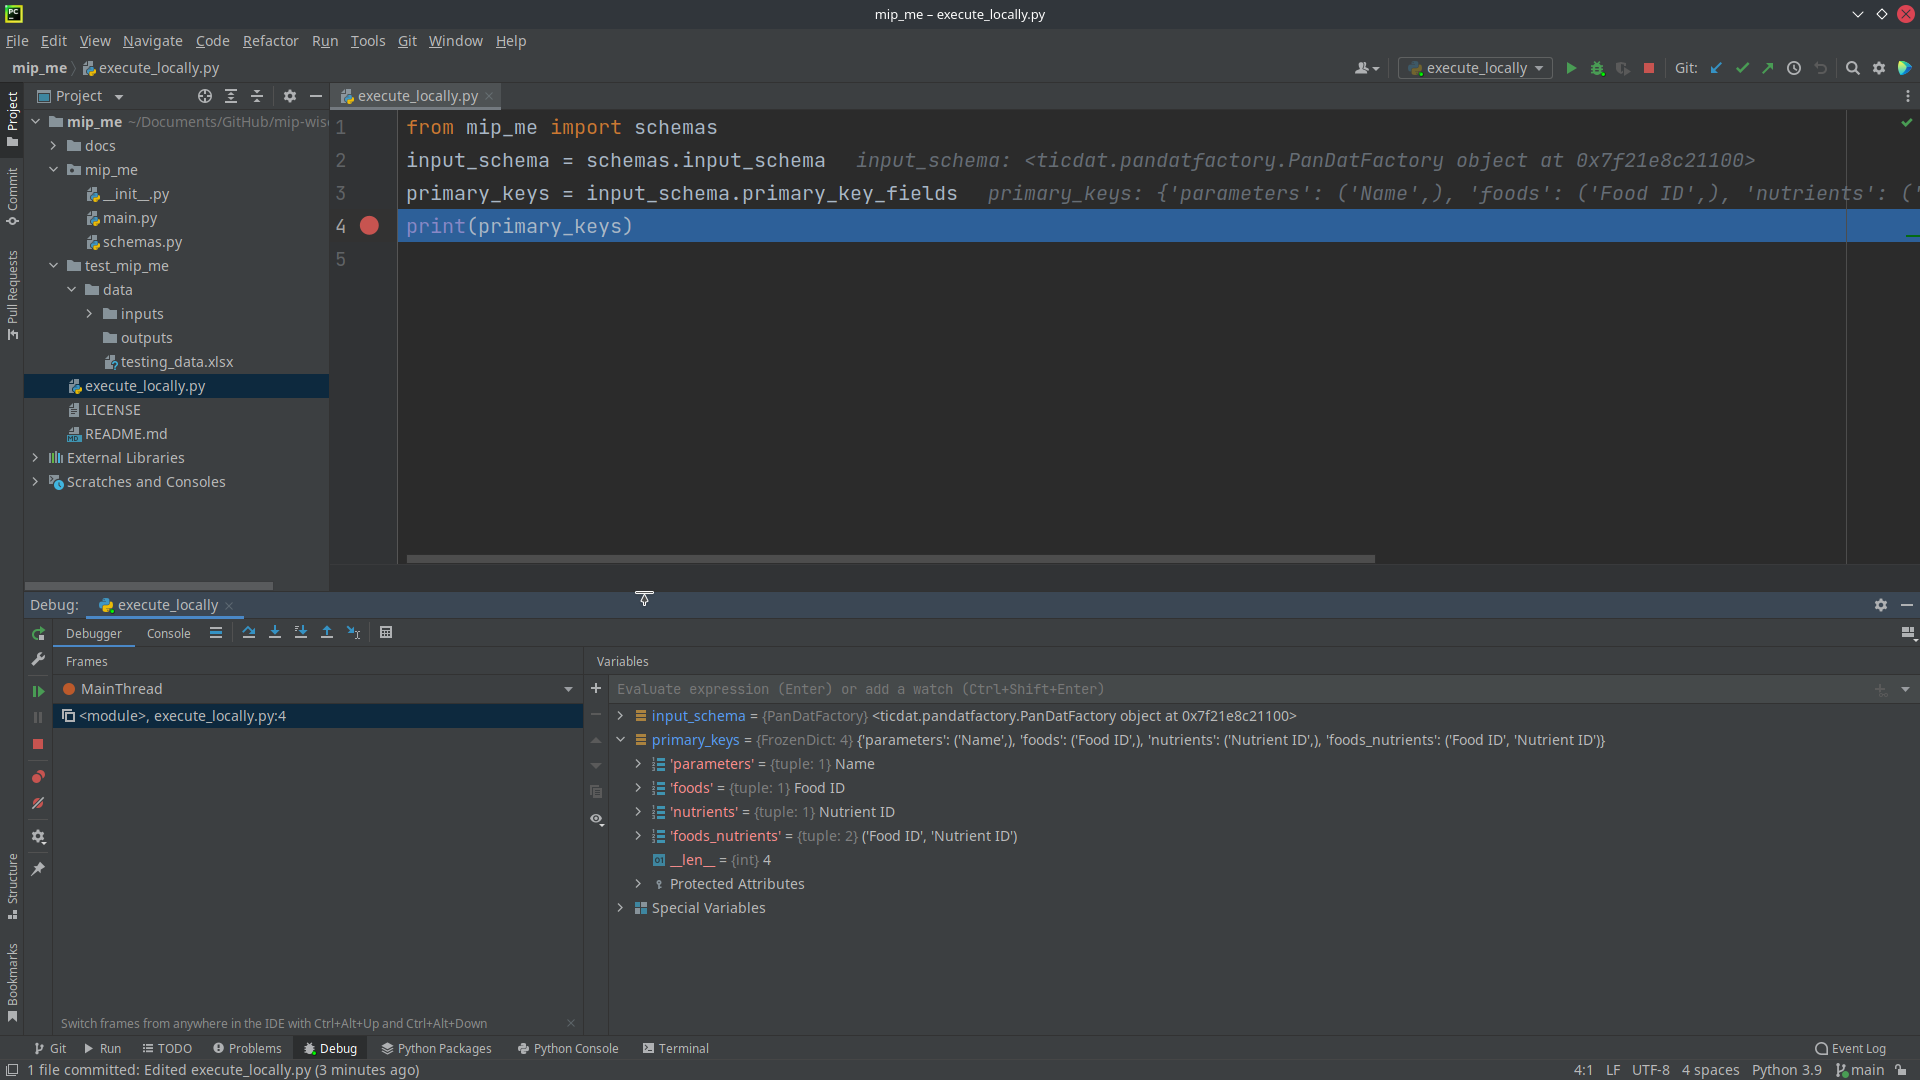 mip_me – execute_locally.py
File Edit View Navigate Code Refactor Run Tools Git Window Help
mip_me execute_locally.py
execute_locally Git:
Project
execute_locally.py
Project
Commit
Pull Requests
Structure
Bookmarks
mip_me ~/Documents/GitHub/mip-wis
docs
mip_me
__init__.py
main.py
schemas.py
test_mip_me
data
inputs
outputs
testing_data.xlsx
execute_locally.py
LICENSE
README.md
External Libraries
Scratches and Consoles
1 from mip_me import schemas
2 input_schema = schemas.input_schema input_schema: <ticdat.pandatfactory.PanDatFactory object at 0x7f21e8c21100>
3 primary_keys = input_schema.primary_key_fields primary_keys: {'parameters': ('Name',), 'foods': ('Food ID',), 'nutrients': ('
4 print(primary_keys)
5
Debug: execute_locally
Debugger Console
Frames
MainThread
<module>, execute_locally.py:4
Switch frames from anywhere in the IDE with Ctrl+Alt+Up and Ctrl+Alt+Down
Variables
Evaluate expression (Enter) or add a watch (Ctrl+Shift+Enter)
input_schema = {PanDatFactory} <ticdat.pandatfactory.PanDatFactory object at 0x7f21e8c21100>
primary_keys = {FrozenDict: 4} {'parameters': ('Name',), 'foods': ('Food ID',), 'nutrients': ('Nutrient ID',), 'foods_nutrients': ('Food ID', 'Nutrient ID')}
'parameters' = {tuple: 1} Name
'foods' = {tuple: 1} Food ID
'nutrients' = {tuple: 1} Nutrient ID
'foods_nutrients' = {tuple: 2} ('Food ID', 'Nutrient ID')
__len__ = {int} 4
Protected Attributes
Special Variables
Git Run TODO Problems Debug Python Packages Python Console Terminal Event Log
1 file committed: Edited execute_locally.py (3 minutes ago) 4:1 LF UTF-8 4 spaces Python 3.9 main